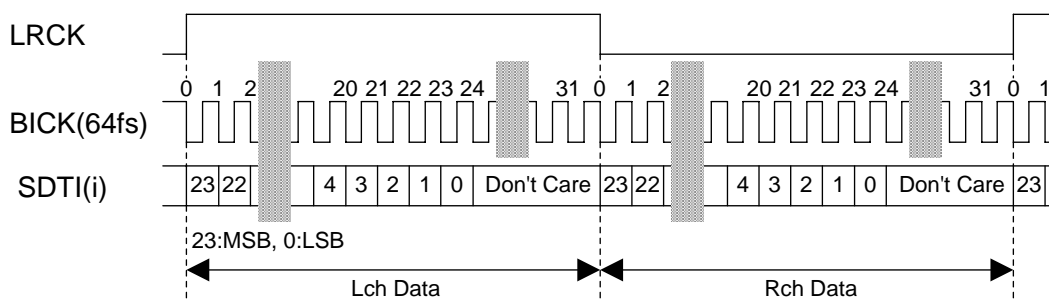 LRCK
0 1 2 20 21 22 23 24 31 0 1 2 20 21 22 23 24 31 0 1
BICK(64fs)
SDTI(i) 23 22 4 3 2 1 0 Don't Care 23 22 4 3 2 1 0 Don't Care 23
23:MSB, 0:LSB
Lch Data Rch Data